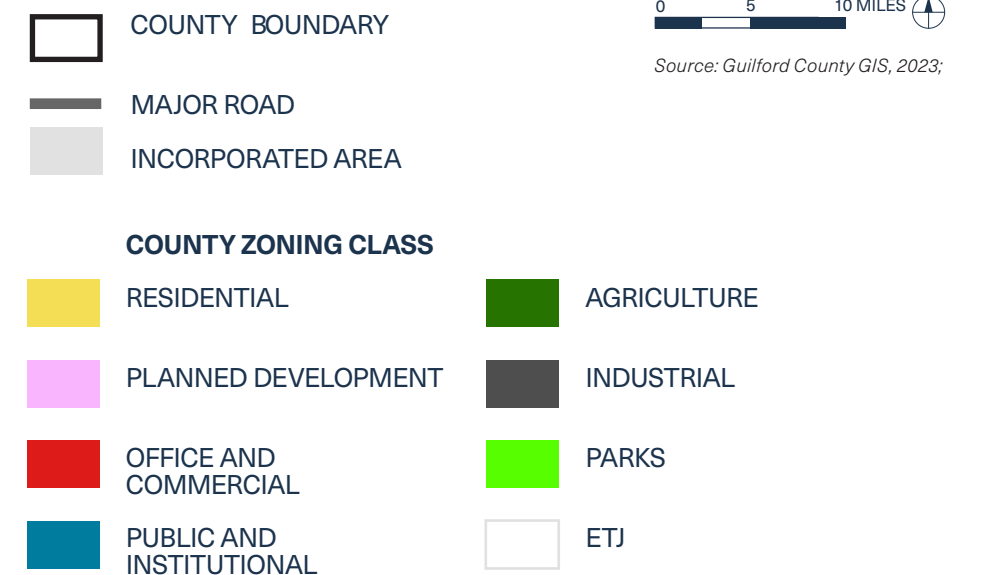 COUNTY BOUNDARY
MAJOR ROAD
INCORPORATED AREA
0 5 10 MILES
Source: Guilford County GIS, 2023;
COUNTY ZONING CLASS
RESIDENTIAL
PLANNED DEVELOPMENT
OFFICE AND
COMMERCIAL
PUBLIC AND
INSTITUTIONAL
AGRICULTURE
INDUSTRIAL
PARKS
ETJ